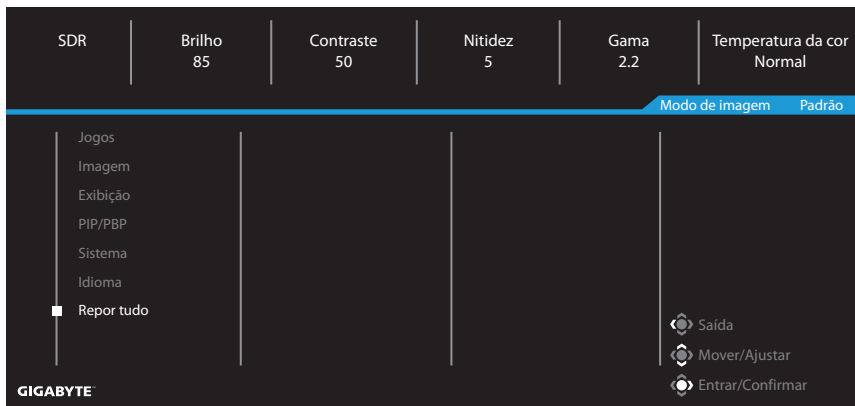 SDR
Brilho
85
Contraste
50
Nitidez
5
Gama
2.2
Temperatura da cor
Normal
Modo de imagem Padrão
Jogos
Imagem
Exibição
PIP/PBP
Sistema
Idioma
Repor tudo
Saída
Mover/Ajustar
Entrar/Confirmar
GIGABYTE™